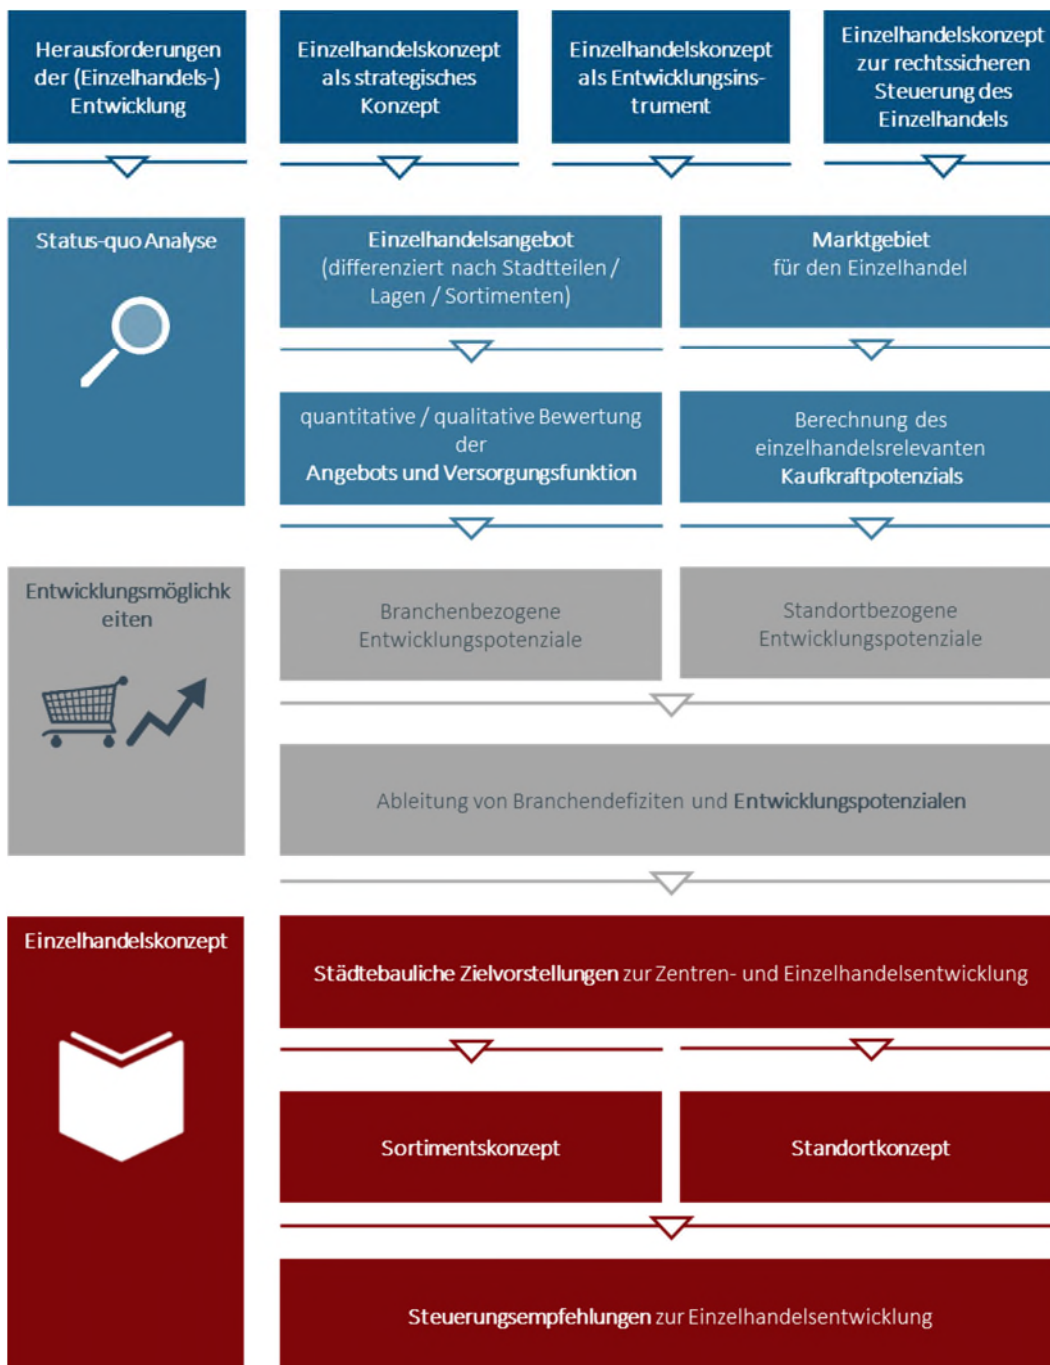 Herausforderungen
der (Einzelhandels-)
Entwicklung
Einzelhandelskonzept
als strategisches
Konzept
Einzelhandelskonzept
als Entwicklungsins-
trument
Einzelhandelskonzept
zur rechtssicheren
Steuerung des
Einzelhandels
Status-quo Analyse
Einzelhandelsangebot
(differenziert nach Stadtteilen /
Lagen / Sortimenten)
Marktgebiet
für den Einzelhandel
quantitative / qualitative Bewertung
der
Angebots und Versorgungsfunktion
Berechnung des
einzelhandelsrelevanten
Kaufkraftpotenzials
Entwicklungsmöglichk
eiten
Branchenbezogene
Entwicklungspotenziale
Standortbezogene
Entwicklungspotenziale
Ableitung von Branchendefiziten und Entwicklungspotenzialen
Einzelhandelskonzept
Städtebauliche Zielvorstellungen zur Zentren- und Einzelhandelsentwicklung
Sortimentskonzept
Standortkonzept
Steuerungsempfehlungen zur Einzelhandelsentwicklung